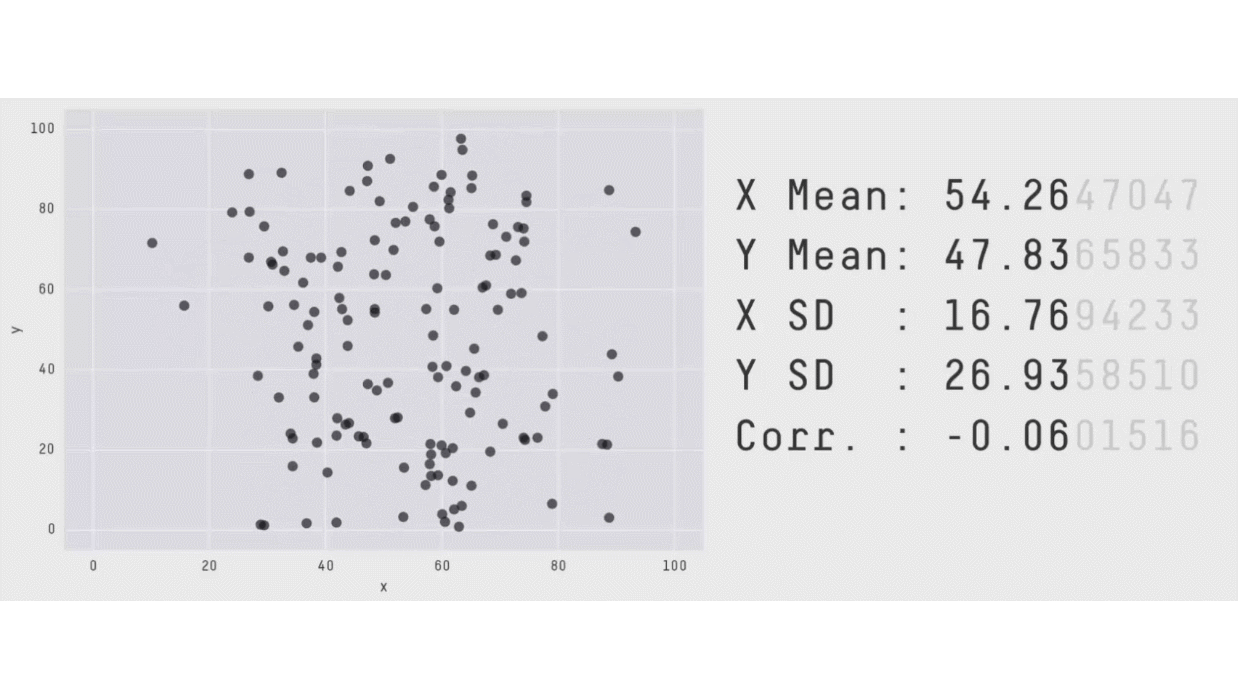 100
80
60
40
20
0
y
0 20 40 60 80 100
x
X Mean: 54.2647047
Y Mean: 47.8365833
X SD : 16.7694233
Y SD : 26.9358510
Corr. : -0.0601516